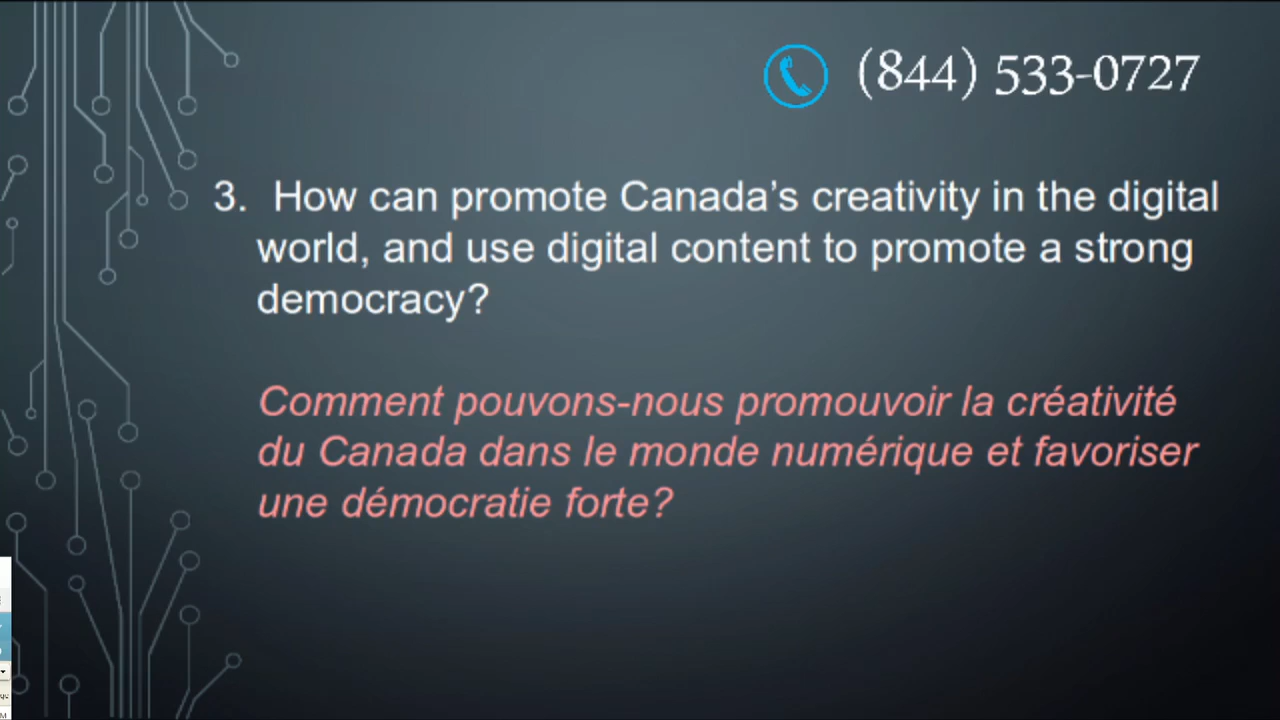 (844) 533-0727
3. How can promote Canada's creativity in the digital
world, and use digital content to promote a strong
democracy?
Comment pouvons-nous promouvoir la créativité
du Canada dans le monde numérique et favoriser
une démocratie forte?